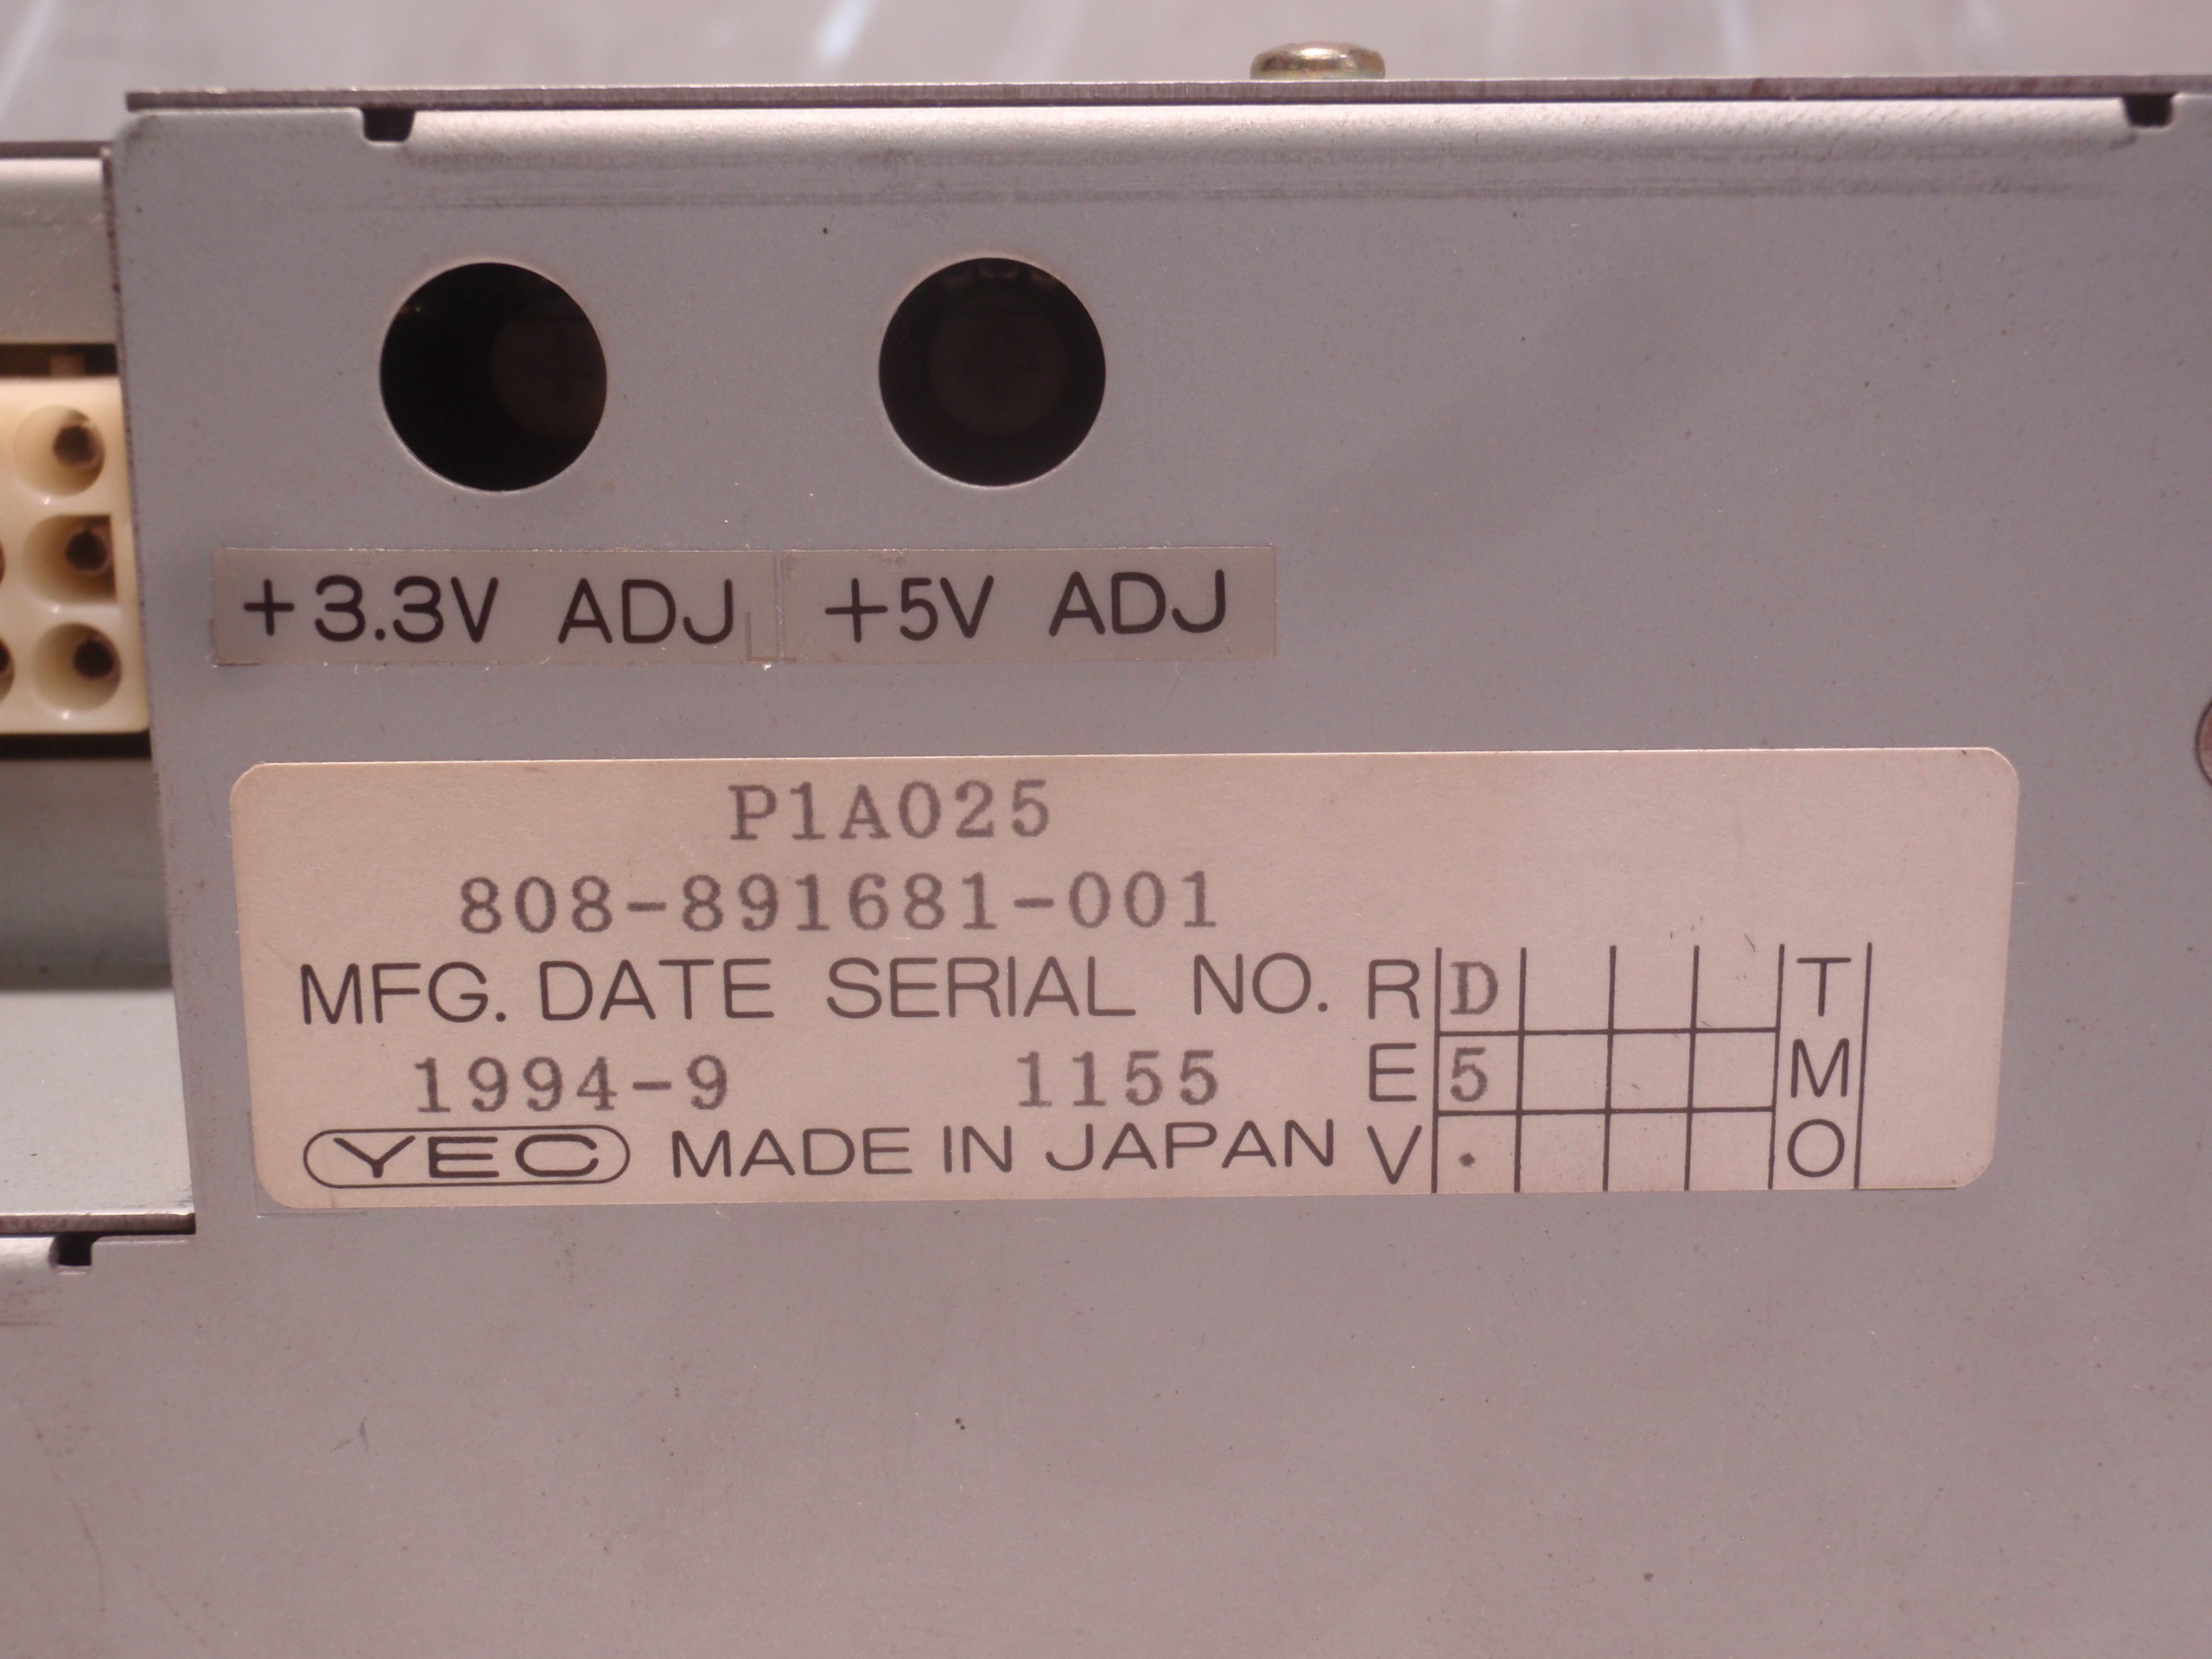 +3.3V ADJ +5V ADJ
P1A025
808-891681-001
MFG. DATE SERIAL NO. R D T
1994-9 1155 E 5 M
YEC MADE IN JAPAN V . O